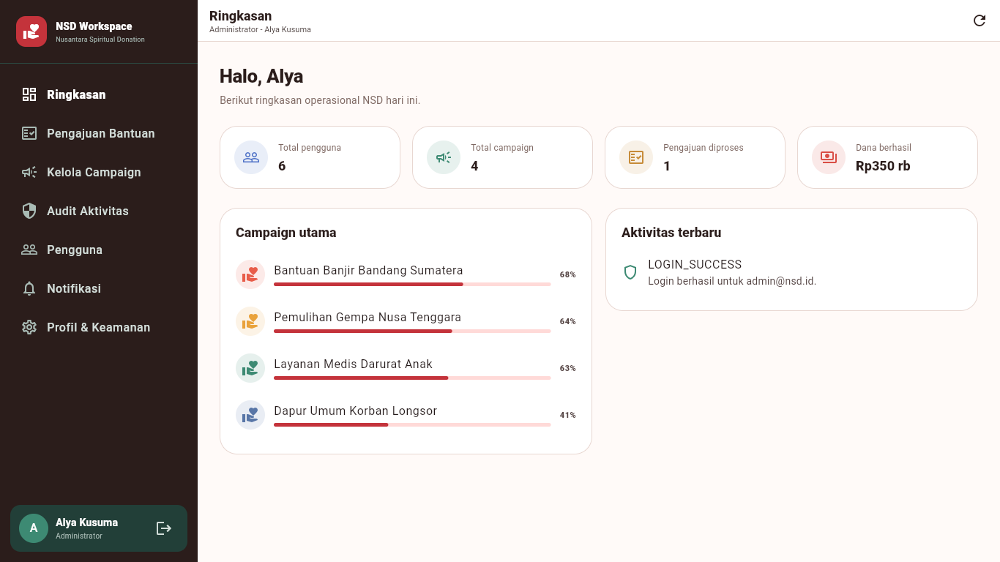 NSD Workspace
Nusantara Spiritual Donation
Ringkasan
Pengajuan Bantuan
Kelola Campaign
Audit Aktivitas
Pengguna
Notifikasi
Profil & Keamanan
A
Alya Kusuma
Administrator
Ringkasan
Administrator - Alya Kusuma
Halo, Alya
Berikut ringkasan operasional NSD hari ini.
Total pengguna
6
Total campaign
4
Pengajuan diproses
1
Dana berhasil
Rp350 rb
Campaign utama
Bantuan Banjir Bandang Sumatera
68%
Pemulihan Gempa Nusa Tenggara
64%
Layanan Medis Darurat Anak
63%
Dapur Umum Korban Longsor
41%
Aktivitas terbaru
LOGIN_SUCCESS
Login berhasil untuk admin@nsd.id.